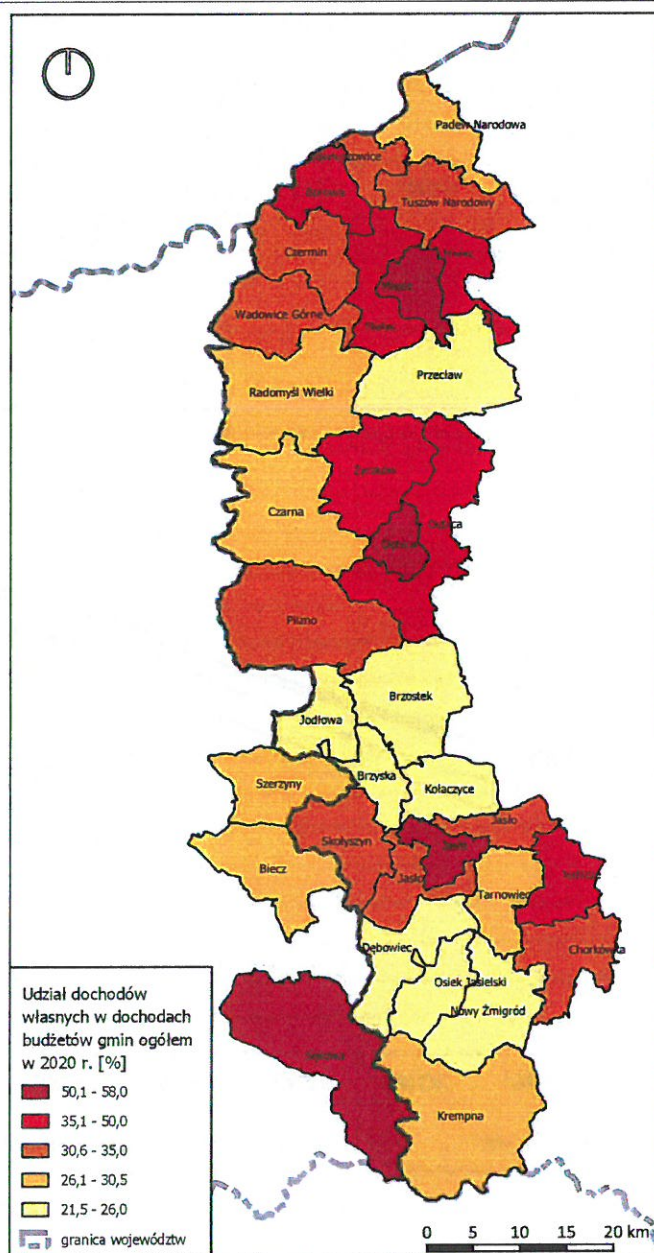 Padew Narodowa
Tuszów Narodowy
Czermin
Wadowice Górne
Mielec
Przecław
Radomyśl Wielki
Żyraków
Czarna
Dębica
Pilzno
Brzostek
Jodłowa
Brzyska
Kołaczyce
Szerzyny
Jasło
Skołyszyn
Jasło
Biecz
Tarnowiec
Chorkówka
Dębowiec
Osiek Jasielski
Nowy Żmigród
Krempna
Udział dochodów
własnych w dochodach
budżetów gmin ogółem
w 2020 r. [%]
50,1 - 58,0
35,1 - 50,0
30,6 - 35,0
26,1 - 30,5
21,5 - 26,0
granica województw
0 5 10 15 20 km